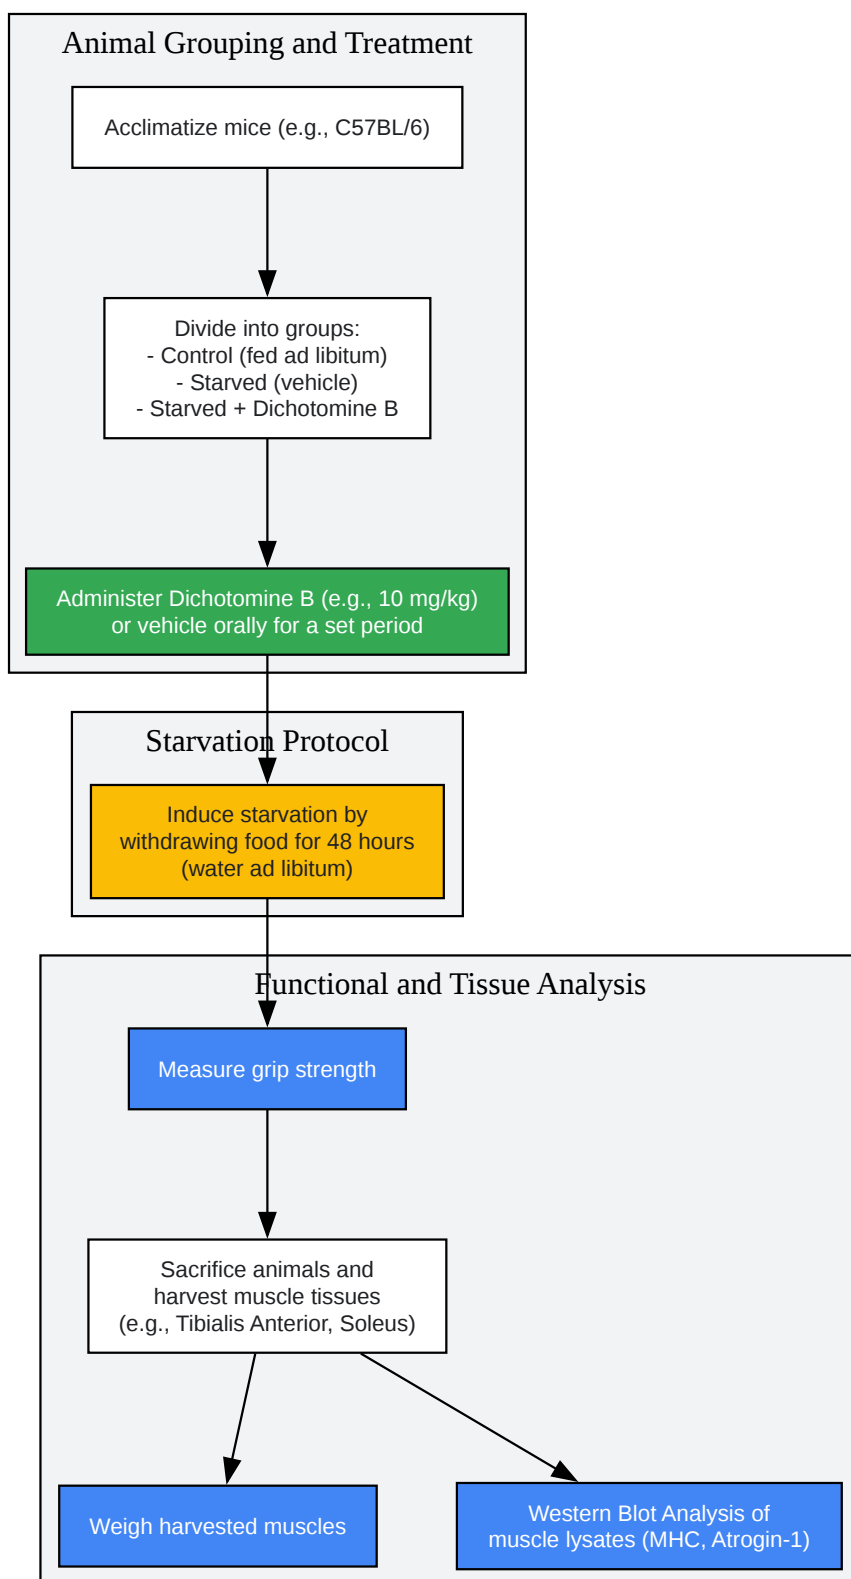 Animal Grouping and Treatment
Acclimatize mice (e.g., C57BL/6)
Divide into groups:
- Control (fed ad libitum)
- Starved (vehicle)
- Starved + Dichotomine B
Administer Dichotomine B (e.g., 10 mg/kg)
or vehicle orally for a set period
Starvation Protocol
Induce starvation by
withdrawing food for 48 hours
(water ad libitum)
Functional and Tissue Analysis
Measure grip strength
Sacrifice animals and
harvest muscle tissues
(e.g., Tibialis Anterior, Soleus)
Weigh harvested muscles
Western Blot Analysis of
muscle lysates (MHC, Atrogin-1)